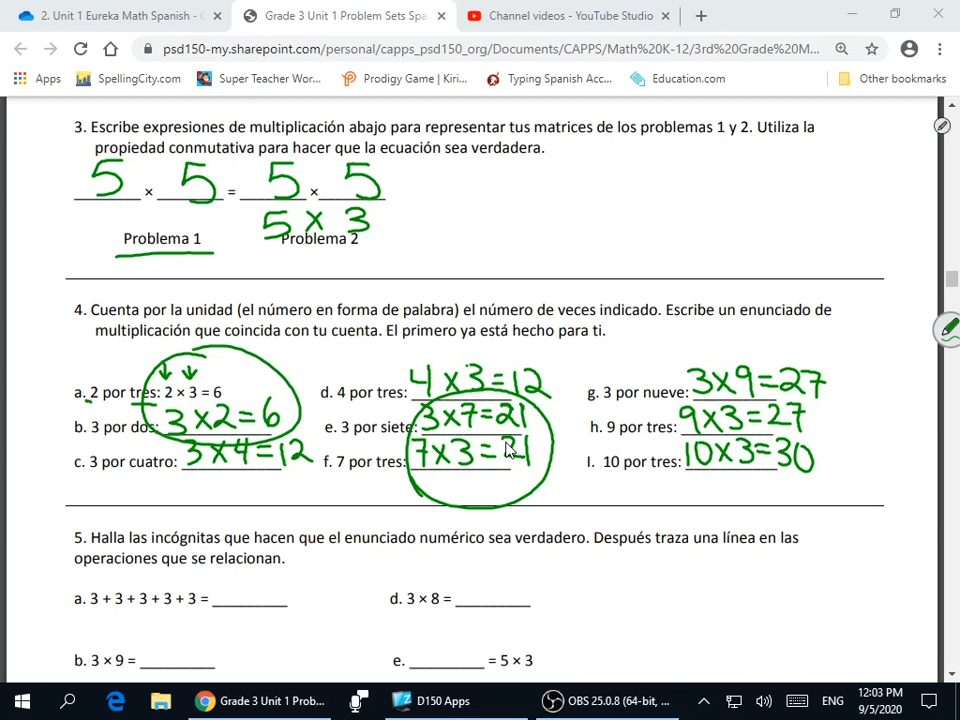 2. Unit 1 Eureka Math Spanish - Grade 3 Unit 1 Problem Sets Spa Channel videos - YouTube Studio
psd150-my.sharepoint.com/personal/capps_psd150_org/Documents/CAPPS/Math%20K-12/3rd%20Grade%20M...
Apps SpellingCity.com Super Teacher Wor... Prodigy Game | Kiri... Typing Spanish Acc... Education.com Other bookmarks
3. Escribe expresiones de multiplicación abajo para representar tus matrices de los problemas 1 y 2. Utiliza la
propiedad conmutativa para hacer que la ecuación sea verdadera.
5 × 5 = 5 × 5
5 x 3
Problema 1 Problema 2
4. Cuenta por la unidad (el número en forma de palabra) el número de veces indicado. Escribe un enunciado de
multiplicación que coincida con tu cuenta. El primero ya está hecho para ti.
a. 2 por tres: 2 × 3 = 6 d. 4 por tres: 4x3=12 g. 3 por nueve: 3x9=27
b. 3 por dos: 3x2=6 e. 3 por siete: 3x7=21 h. 9 por tres: 9x3=27
c. 3 por cuatro: 3x4=12 f. 7 por tres: 7x3=21 I. 10 por tres: 10x3=30
5. Halla las incógnitas que hacen que el enunciado numérico sea verdadero. Después traza una línea en las
operaciones que se relacionan.
a. 3 + 3 + 3 + 3 + 3 = _________ d. 3 × 8 = _________
b. 3 × 9 = _________ e. _________ = 5 × 3
Grade 3 Unit 1 Prob... D150 Apps OBS 25.0.8 (64-bit, ... ENG 12:03 PM
9/5/2020